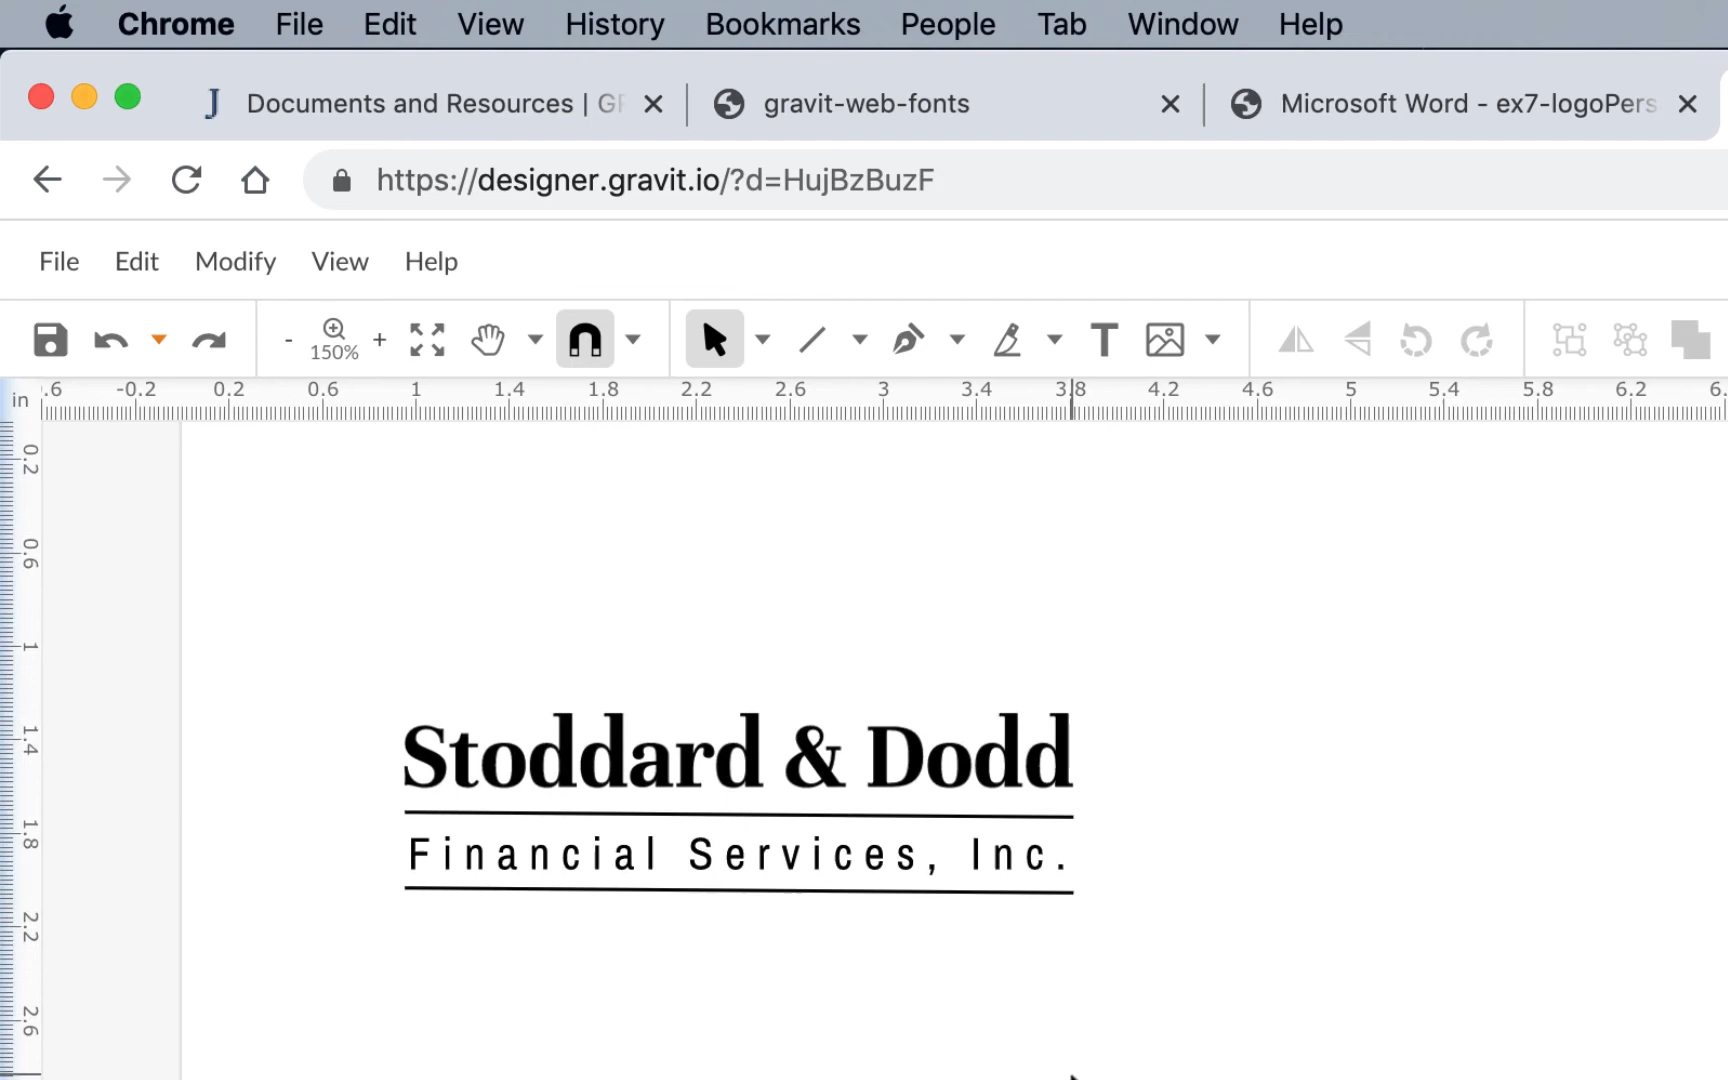 Chrome File Edit View History Bookmarks People Tab Window Help
Documents and Resources | GR
gravit-web-fonts
Microsoft Word - ex7-logoPers
https://designer.gravit.io/?d=HujBzBuzF
File Edit Modify View Help
- 150% +
T
in .6 -0.2 0.2 0.6 1 1.4 1.8 2.2 2.6 3 3.4 3.8 4.2 4.6 5 5.4 5.8 6.2 6.
0.2
0.6
1
1.4
1.8
2.2
2.6
Stoddard & Dodd
Financial Services, Inc.